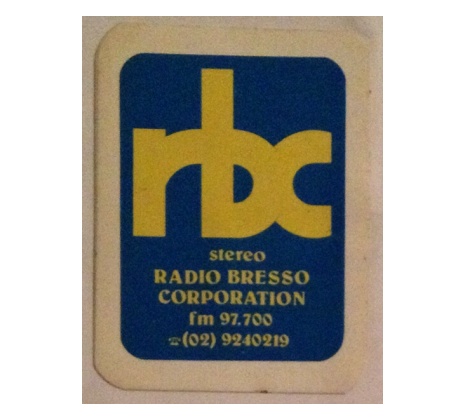 rbc
stereo
RADIO BRESSO
CORPORATION
fm 97.700
☎(02) 9240219